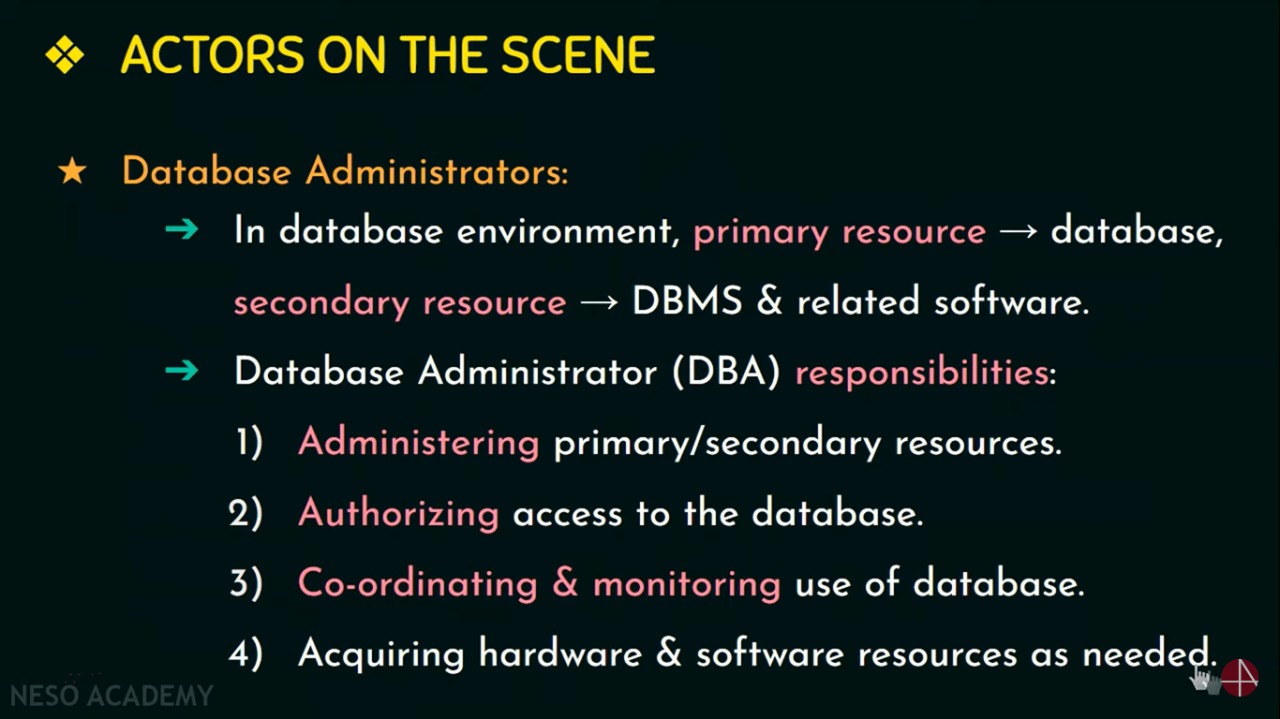 ❖ ACTORS ON THE SCENE
★ Database Administrators:
➔ In database environment, primary resource → database,
secondary resource → DBMS & related software.
➔ Database Administrator (DBA) responsibilities:
1) Administering primary/secondary resources.
2) Authorizing access to the database.
3) Co-ordinating & monitoring use of database.
4) Acquiring hardware & software resources as needed.
NESO ACADEMY